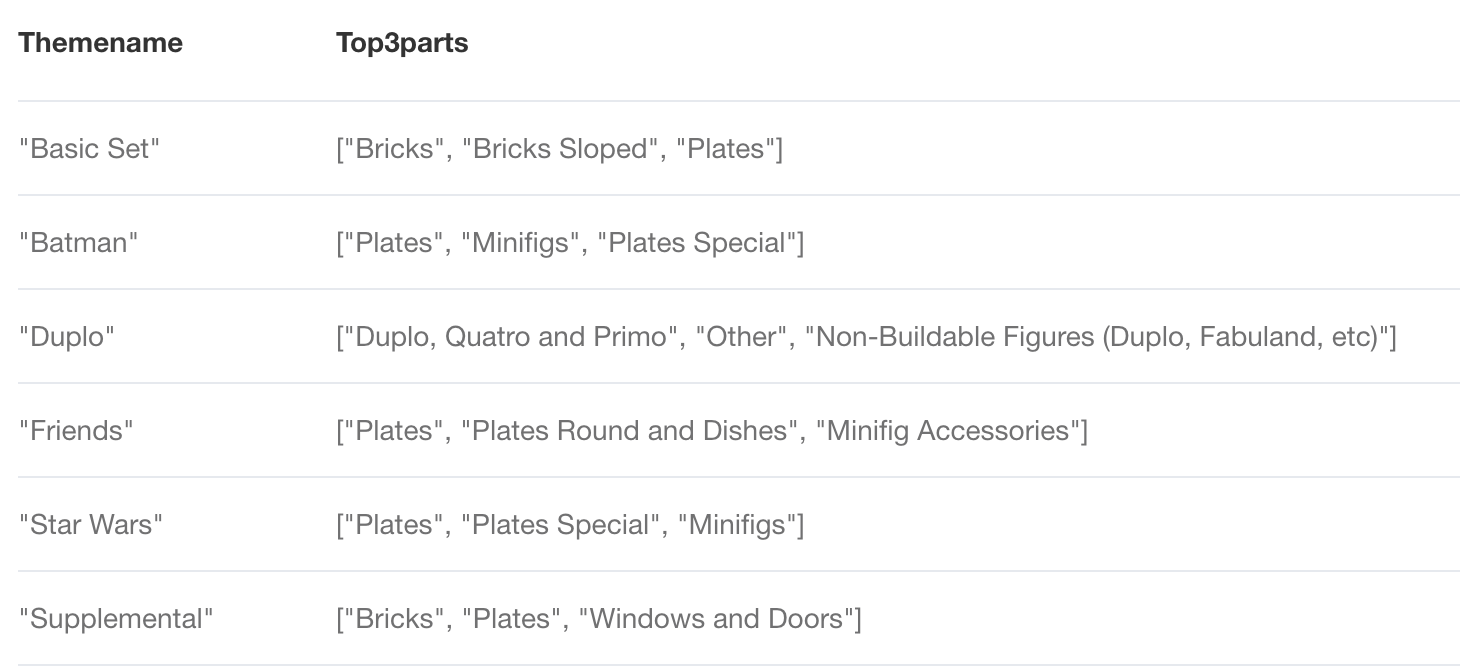 Themename Top3parts
"Basic Set" ["Bricks", "Bricks Sloped", "Plates"]
"Batman" ["Plates", "Minifigs", "Plates Special"]
"Duplo" ["Duplo, Quatro and Primo", "Other", "Non-Buildable Figures (Duplo, Fabuland, etc)"]
"Friends" ["Plates", "Plates Round and Dishes", "Minifig Accessories"]
"Star Wars" ["Plates", "Plates Special", "Minifigs"]
"Supplemental" ["Bricks", "Plates", "Windows and Doors"]